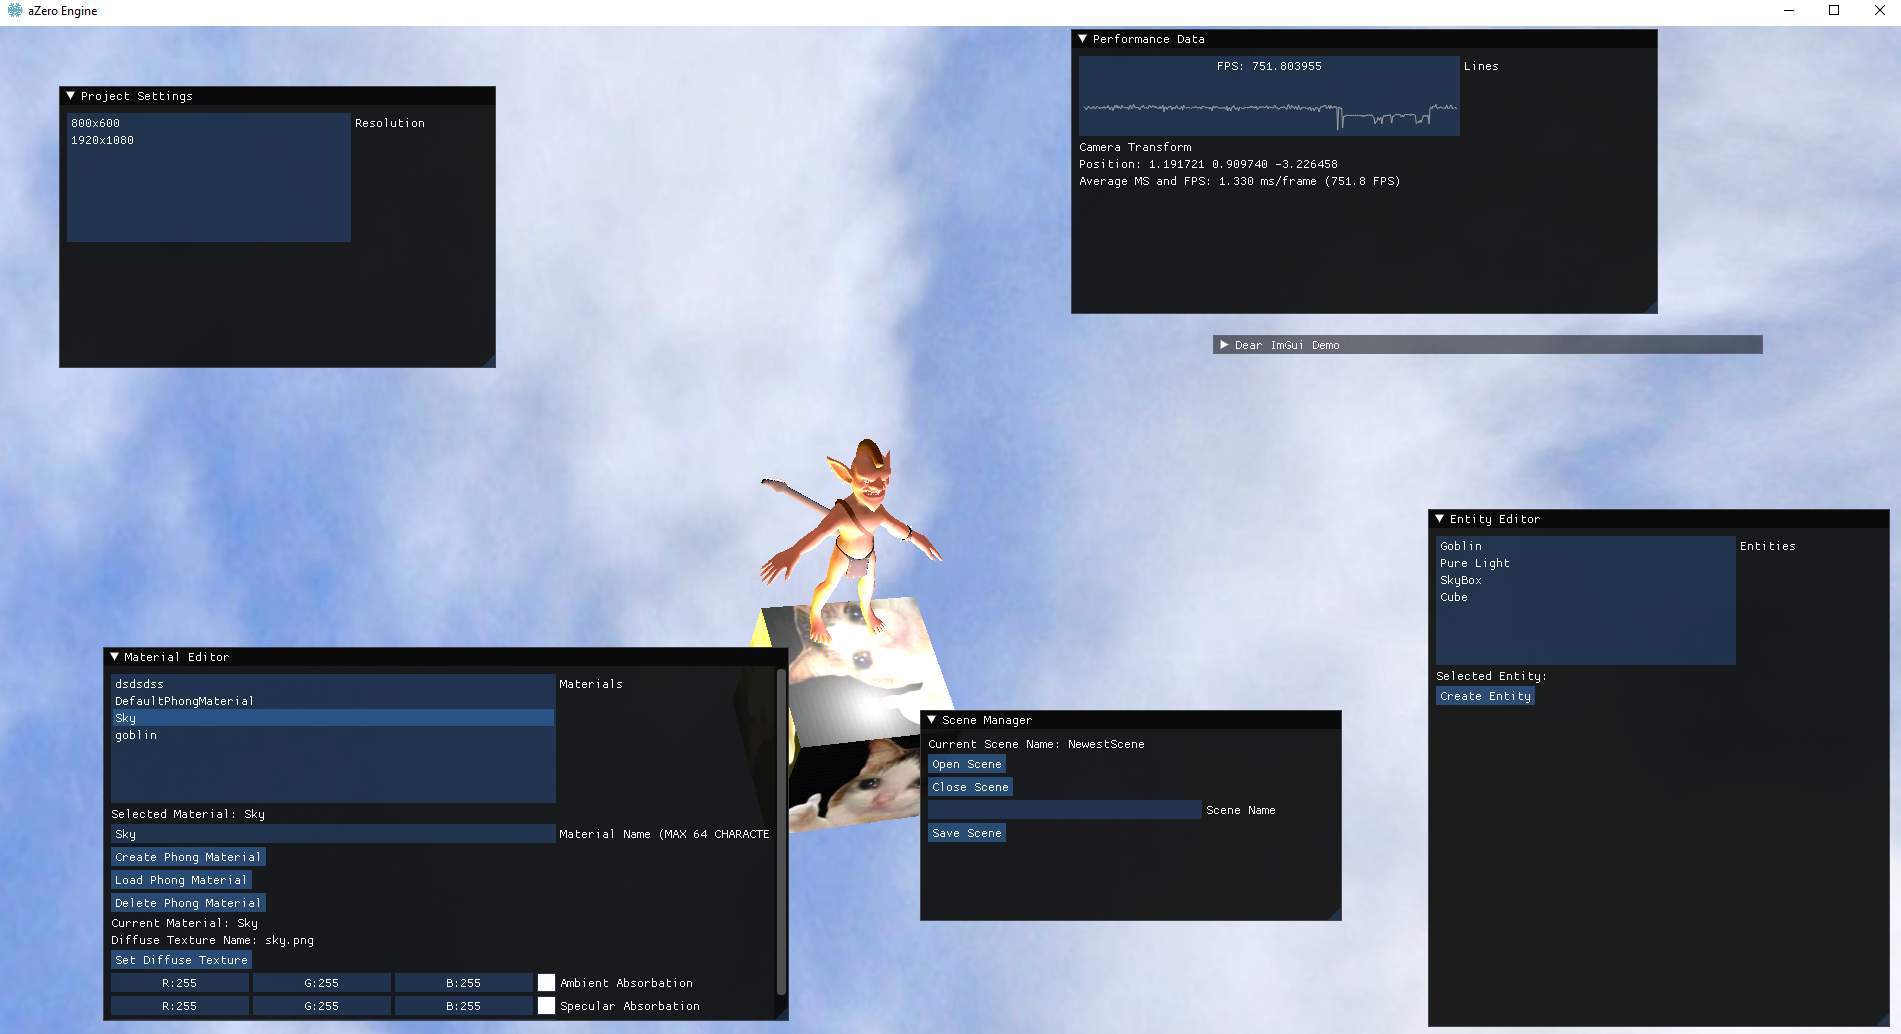 aZero Engine
Project Settings
800x600
1920x1080
Resolution
Performance Data
FPS: 751.803955
Lines
Camera Transform
Position: 1.191721 0.909740 -3.226458
Average MS and FPS: 1.330 ms/frame (751.8 FPS)
Dear ImGui Demo
Entity Editor
Goblin
Pure Light
SkyBox
Cube
Entities
Selected Entity:
Create Entity
Material Editor
dsdsdss
DefaultPhongMaterial
Sky
goblin
Materials
Selected Material: Sky
Sky
Material Name (MAX 64 CHARACTE
Create Phong Material
Load Phong Material
Delete Phong Material
Current Material: Sky
Diffuse Texture Name: sky.png
Set Diffuse Texture
R:255 G:255 B:255 Ambient Absorbation
R:255 G:255 B:255 Specular Absorbation
Scene Manager
Current Scene Name: NewestScene
Open Scene
Close Scene
Scene Name
Save Scene